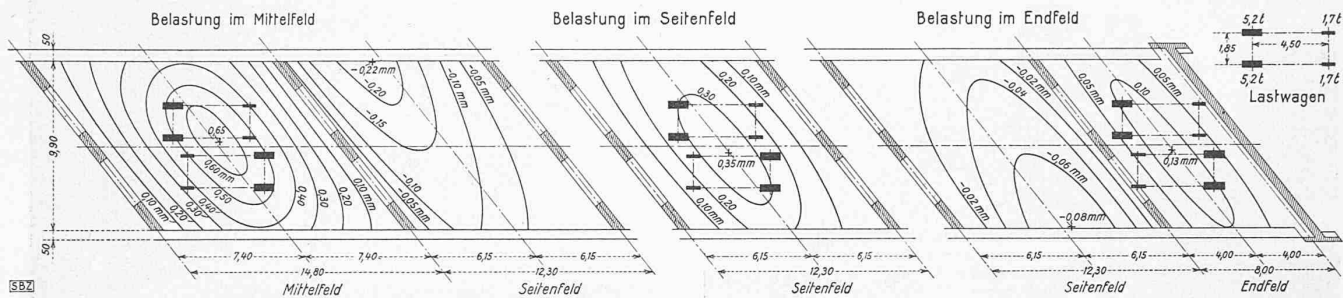 Belastung im Mittelfeld
Belastung im Seitenfeld
Belastung im Endfeld
5,2t
1,7t
1,85
4,50
5,2t
1,7t
Lastwagen
50
9,90
50
-0,22 mm
-0,20
-0,15
-0,10 mm
-0,05 mm
0,65
0,60 mm
0,50
0,40
0,30
0,20
0,10 mm
0,40
0,30
0,20
0,10 mm
-0,05 mm
-0,10
0,10 mm
0,20
0,30
0,35 mm
0,20
0,10 mm
-0,02 mm
-0,04
0,05 mm
0,10
0,05 mm
0,13 mm
-0,06 mm
-0,02 mm
-0,08 mm
7,40
7,40
6,15
6,15
14,80
12,30
Mittelfeld
Seitenfeld
6,15
6,15
12,30
Seitenfeld
6,15
6,15
4,00
4,00
12,30
8,00
Seitenfeld
Endfeld
SBZ